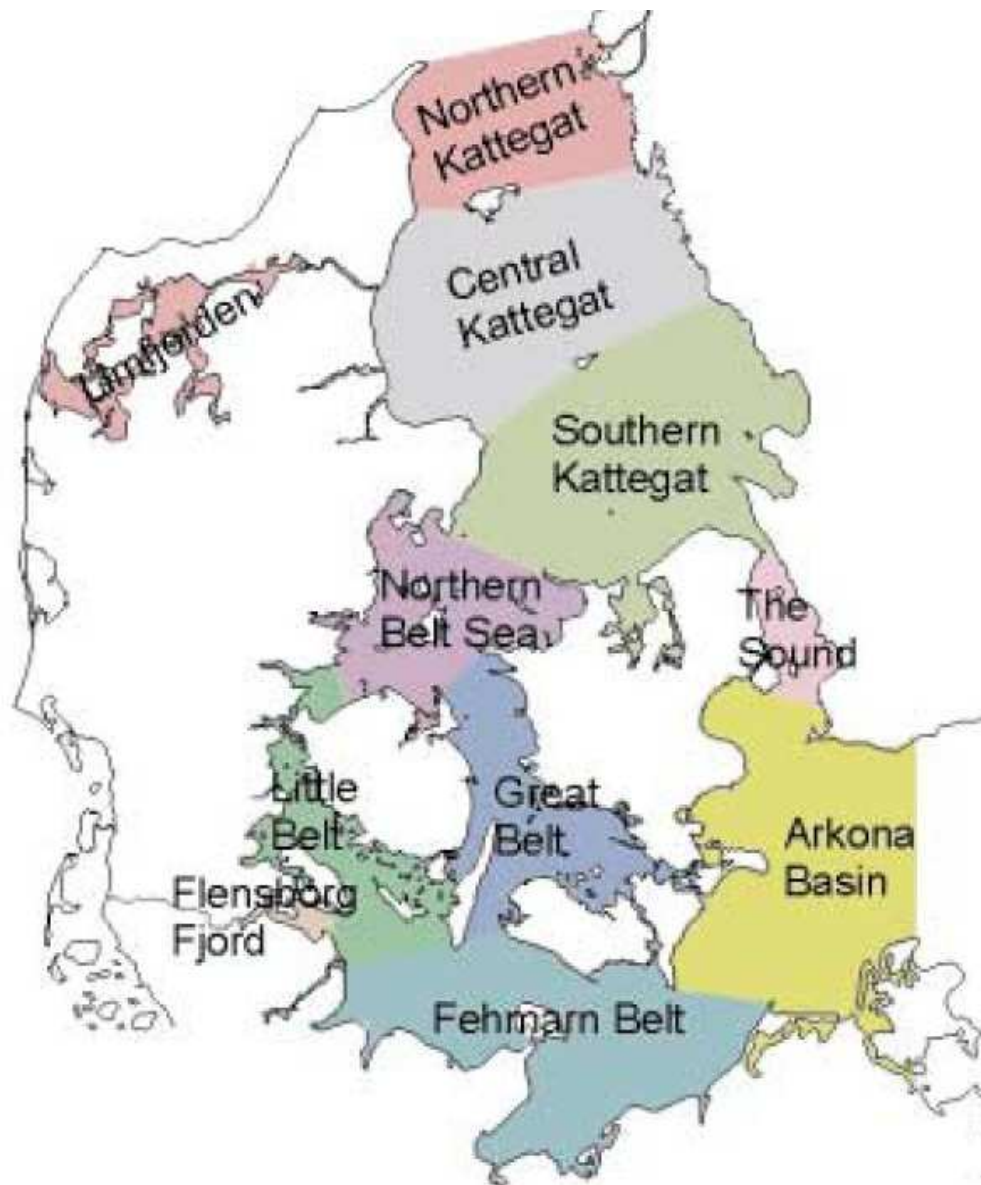 Northern
Kattegat
Central
Kattegat
Limfjorden
Southern
Kattegat
Northern
Belt Sea
The
Sound
Little
Belt
Great
Belt
Arkona
Basin
Flensborg
Fjord
Fehmarn Belt